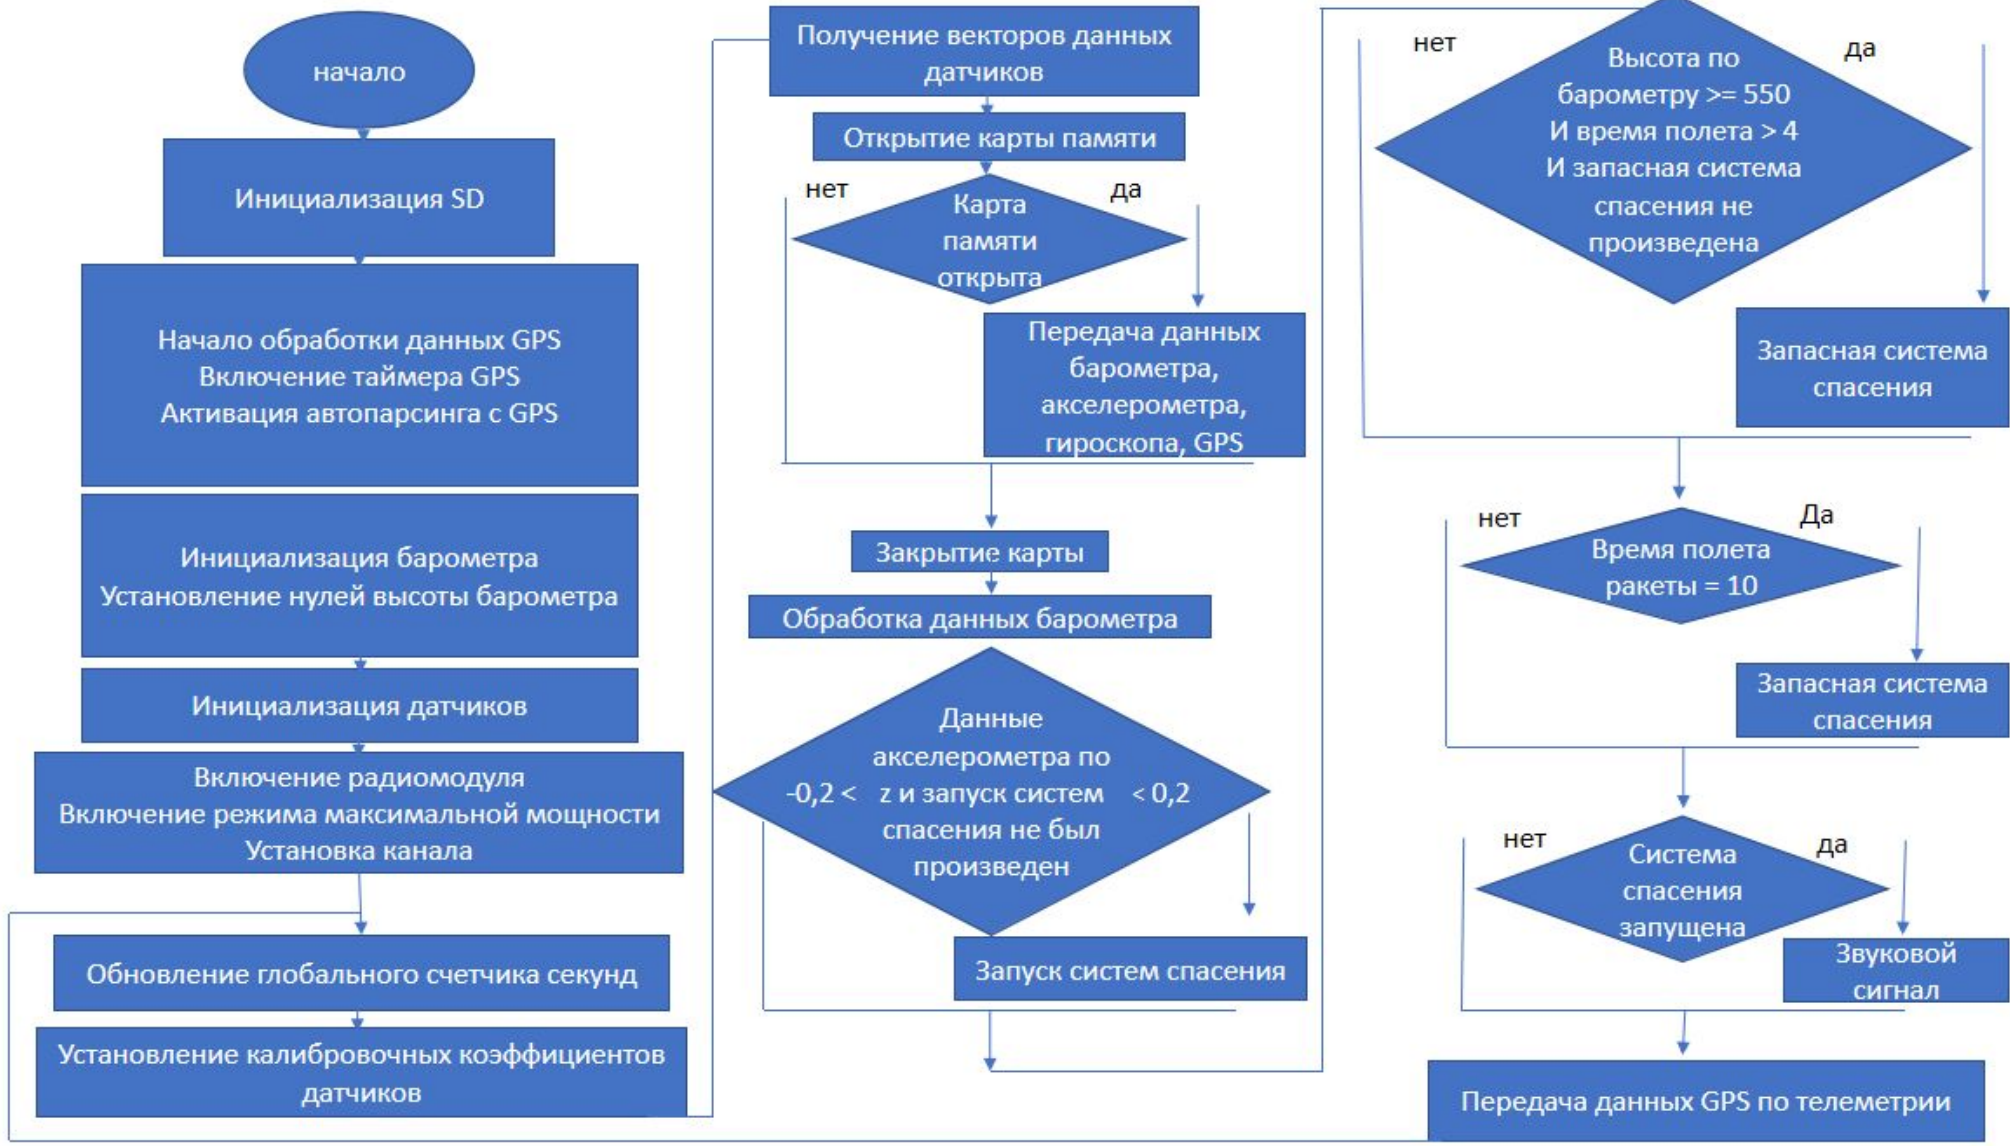 начало
Инициализация SD
Начало обработки данных GPS
Включение таймера GPS
Активация автопарсинга с GPS
Инициализация барометра
Установление нулей высоты барометра
Инициализация датчиков
Включение радиомодуля
Включение режима максимальной мощности
Установка канала
Обновление глобального счетчика секунд
Установление калибровочных коэффициентов
датчиков
Получение векторов данных
датчиков
Открытие карты памяти
нет
да
Карта
памяти
открыта
Передача данных
барометра,
акселерометра,
гироскопа, GPS
Закрытие карты
Обработка данных барометра
Данные
акселерометра по
-0,2 < z и запуск систем < 0,2
спасения не был
произведен
Запуск систем спасения
нет
да
Высота по
барометру >= 550
И время полета > 4
И запасная система
спасения не
произведена
Запасная система
спасения
нет
Да
Время полета
ракеты = 10
Запасная система
спасения
нет
да
Система
спасения
запущена
Звуковой
сигнал
Передача данных GPS по телеметрии